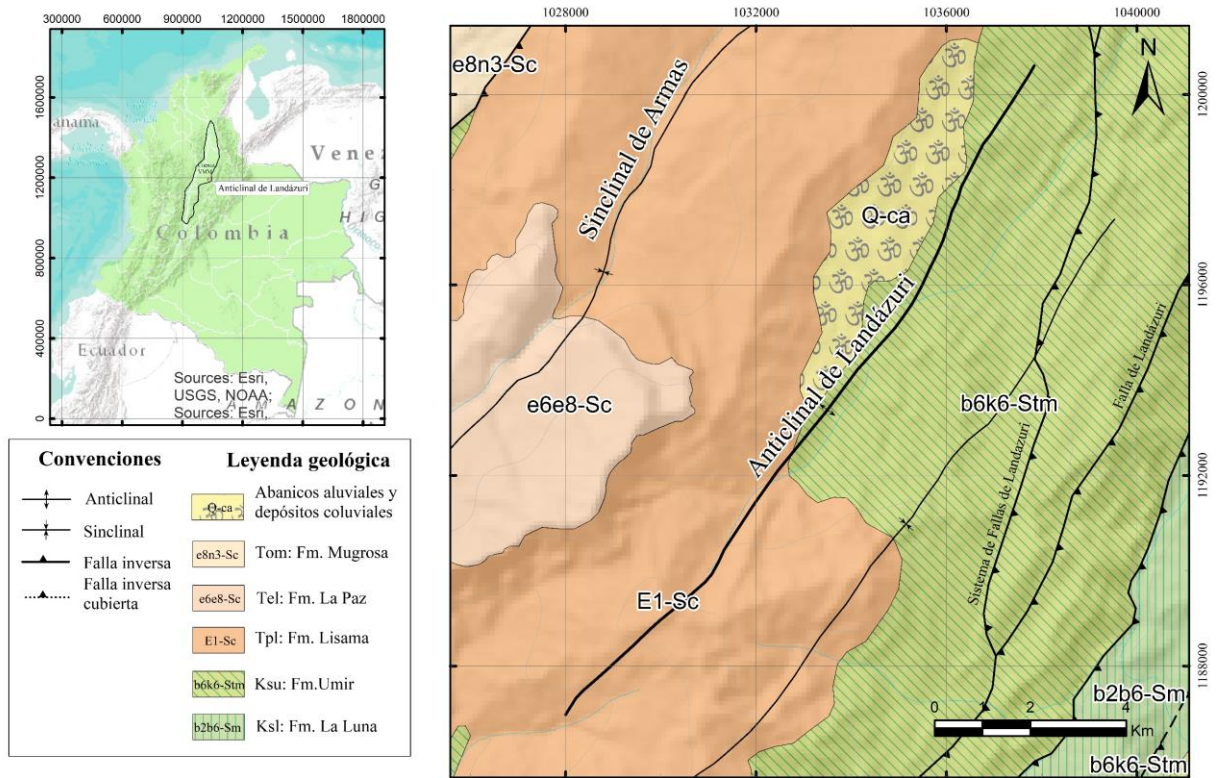 300000 600000 900000 1200000 1500000 1800000
1600000
1200000
800000
400000
0
anama
Venez
G
HIG
Orinoco
Anticlinal de Landázuri
Colombia
Ecuador
Sources: Esri,
USGS, NOAA;
Sources: Esri,
AMAZON
Convenciones
Anticlinal
Sinclinal
Falla inversa
Falla inversa
cubierta
Leyenda geológica
Q-ca
Abanicos aluviales y
depósitos coluviales
e8n3-Sc
Tom: Fm. Mugrosa
e6e8-Sc
Tel: Fm. La Paz
E1-Sc
Tpl: Fm. Lisama
b6k6-Stm
Ksu: Fm.Umir
b2b6-Sm
Ksl: Fm. La Luna
1028000 1032000 1036000 1040000
1200000
1196000
1192000
1188000
N
e8n3-Sc
Sinclinal de Armas
Q-ca
Anticlinal de Landázuri
e6e8-Sc
b6k6-Stm
Falla de Landázuri
Sistema de Fallas de Landazuri
E1-Sc
b2b6-Sm
0 1 2 4
Km
b6k6-Stm